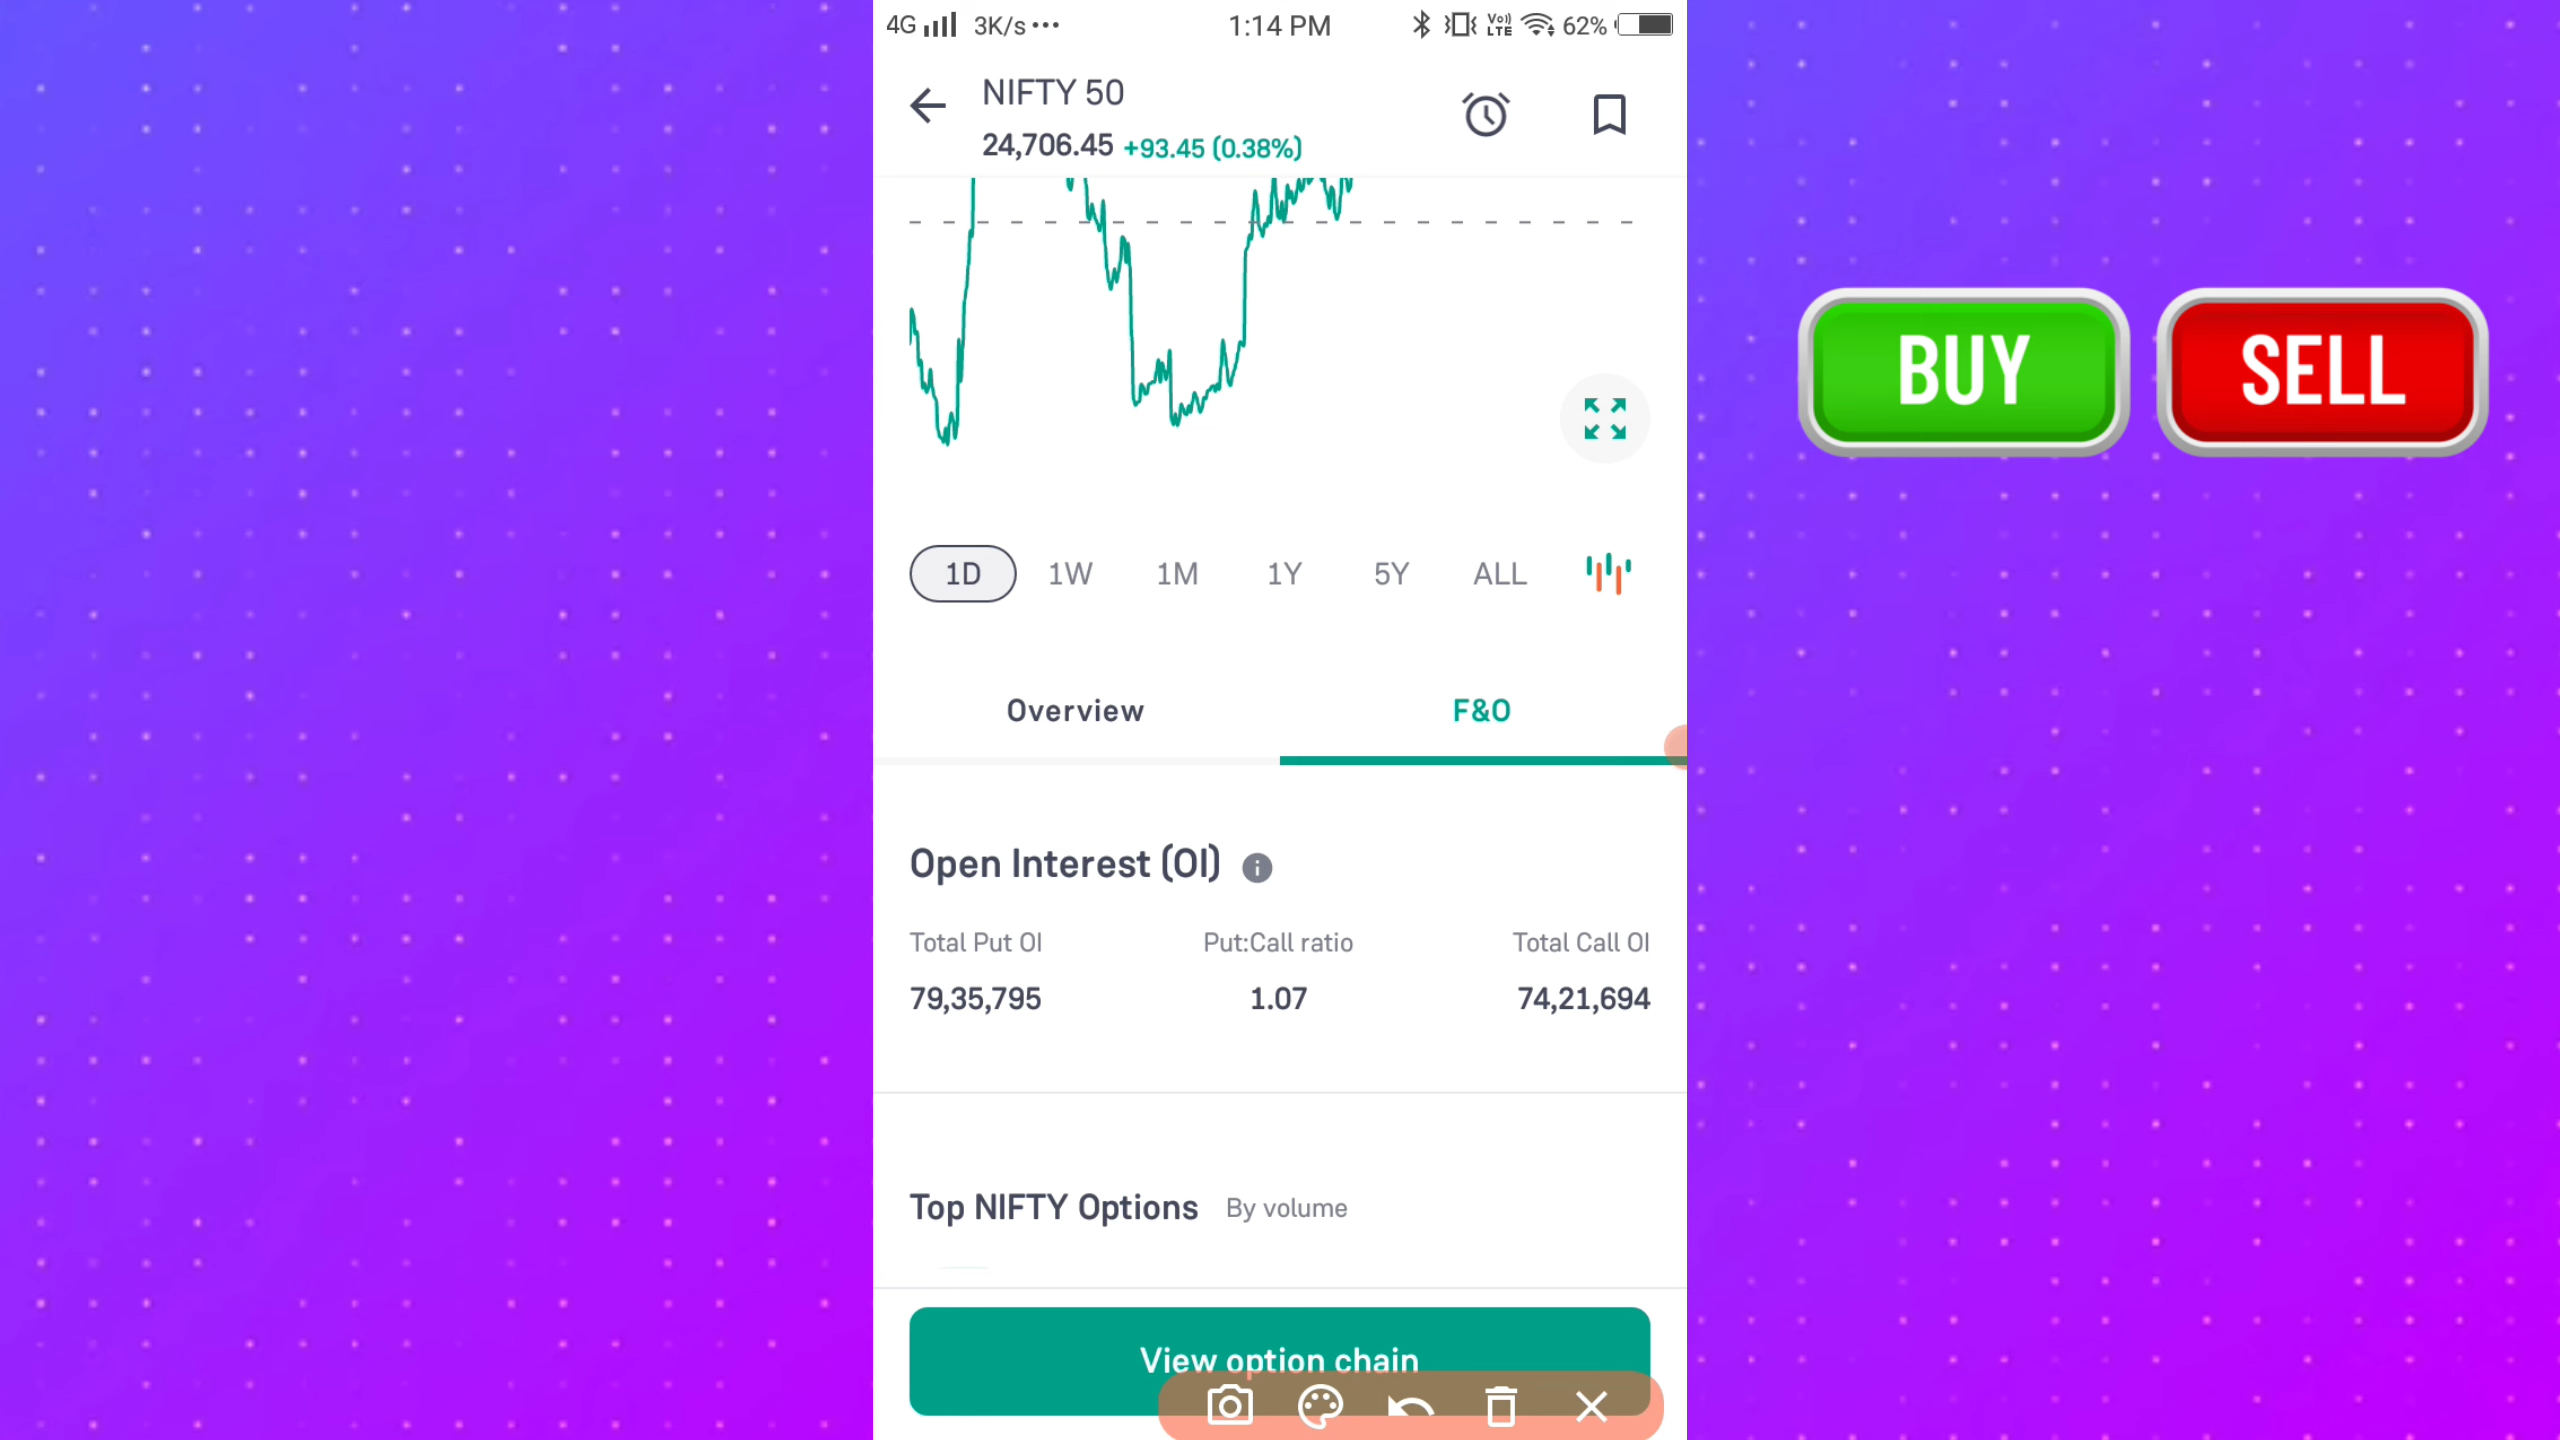 4G 3K/s ••• 1:14 PM Vo)) LTE 62%
NIFTY 50
24,706.45 +93.45 (0.38%)
BUY SELL
1D 1W 1M 1Y 5Y ALL
Overview F&O
Open Interest (OI) i
Total Put OI Put:Call ratio Total Call OI
79,35,795 1.07 74,21,694
Top NIFTY Options By volume
View option chain